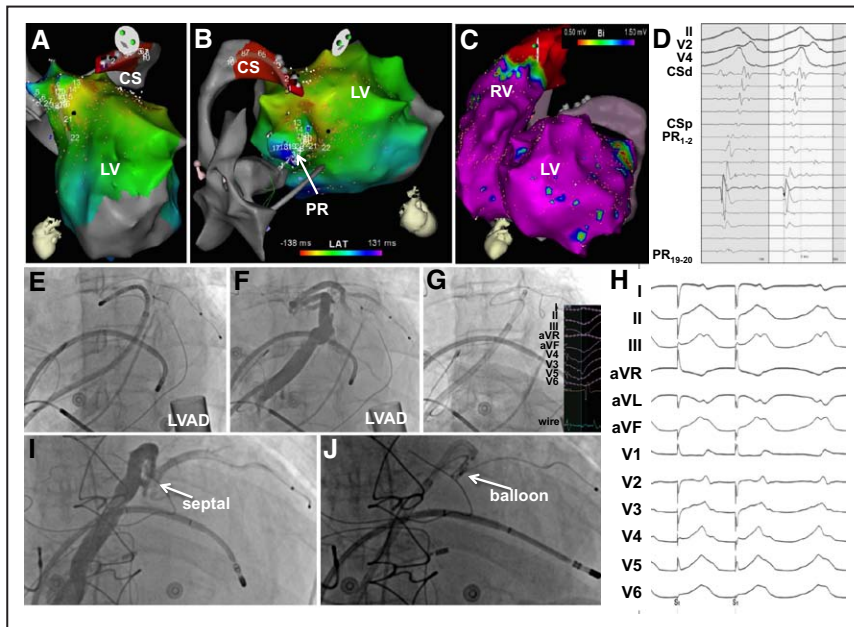 A
CS
LV
B
CS
LV
PR
-138 ms LAT 131 ms
C
0.50 mV Bi 1.50 mV
RV
LV
D
II
V2
V4
CSd
CSp
PR1-2
PR19-20
E
LVAD
F
LVAD
G
I
II
III
aVR
aVF
V4
V3
V5
V6
wire
H
I
II
III
aVR
aVL
aVF
V1
V2
V3
V4
V5
V6
I
septal
J
balloon